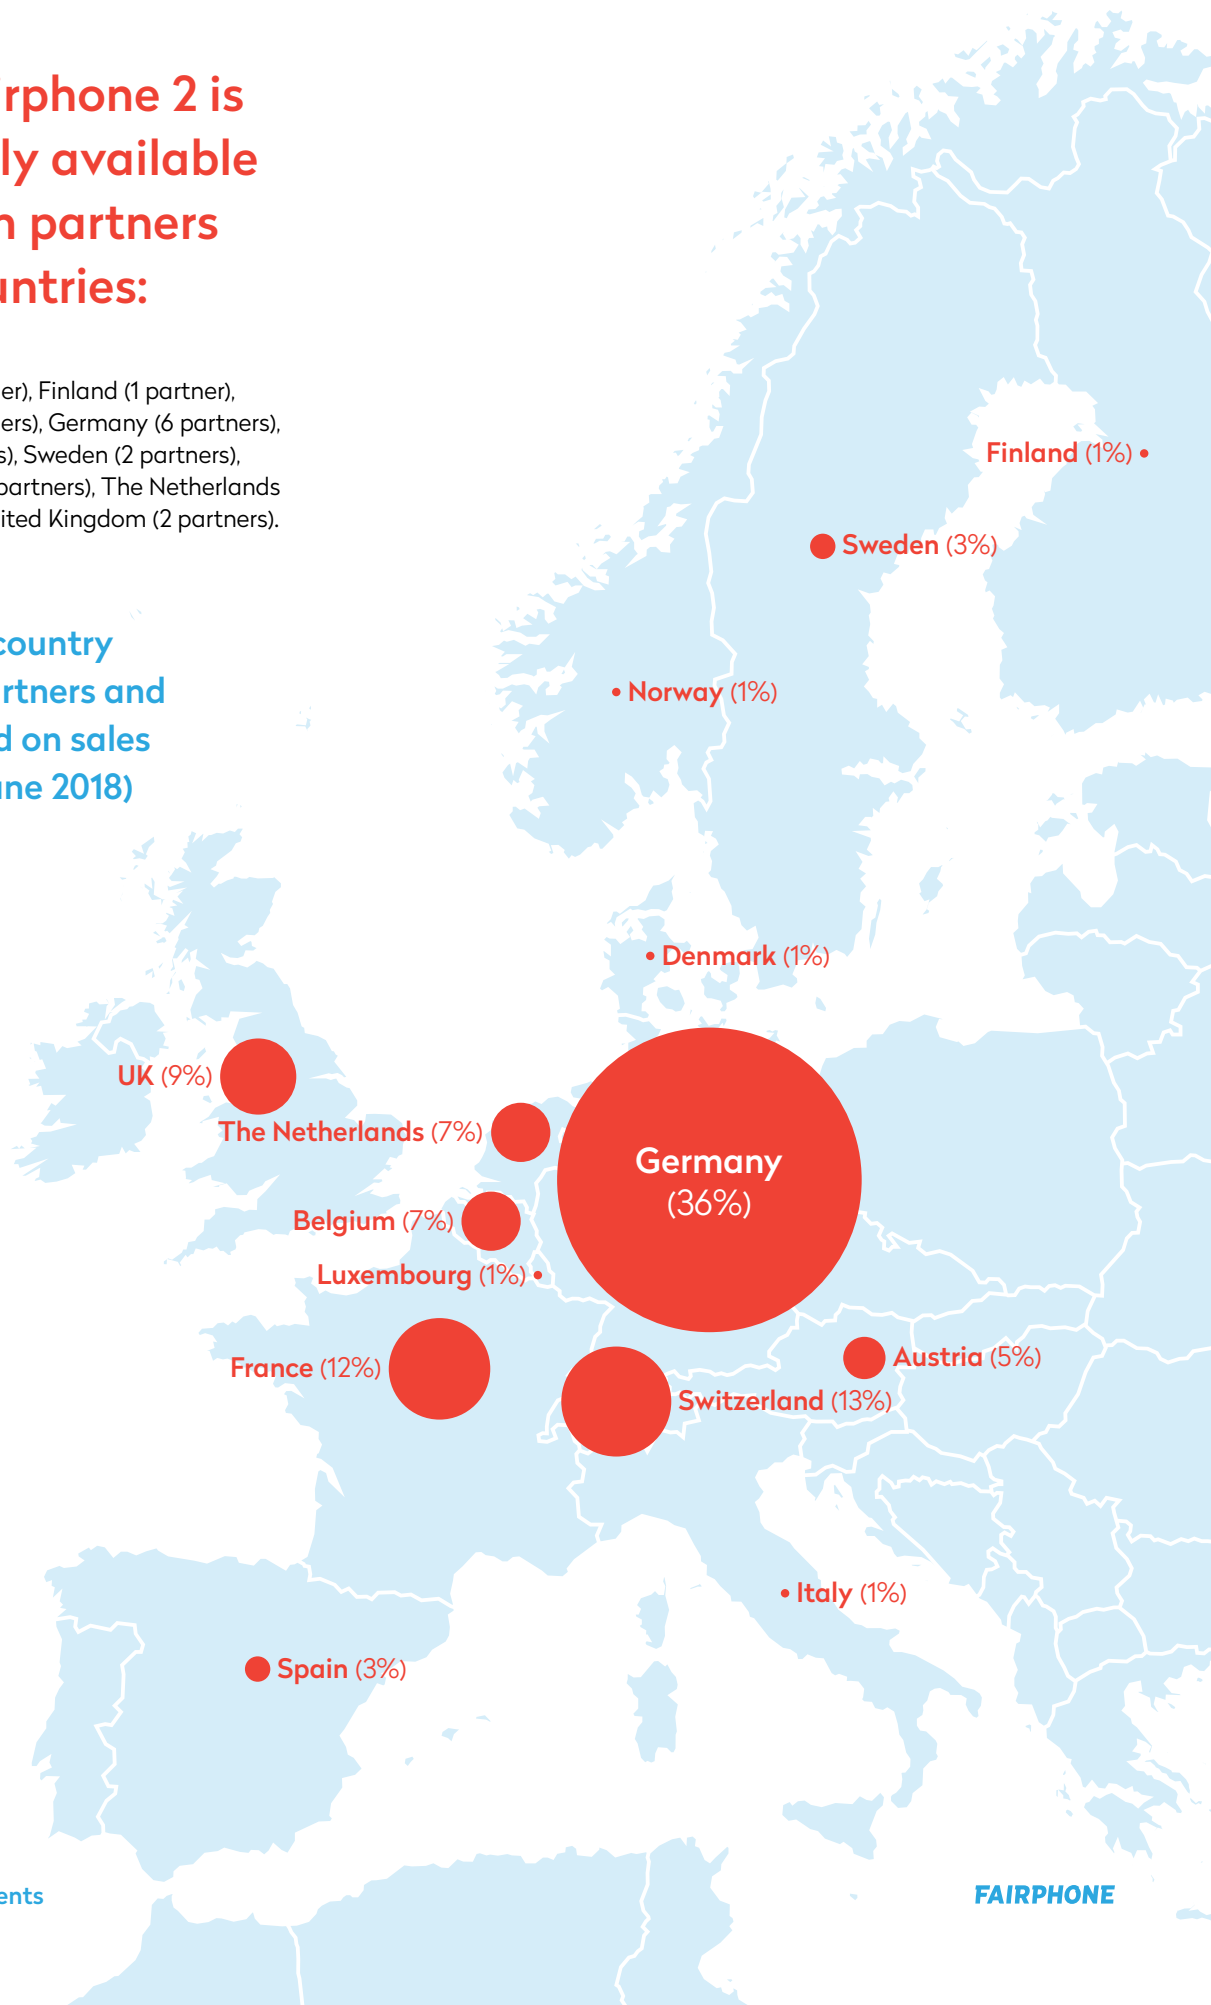 irphone 2 is
ly available
n partners
untries:
er), Finland (1 partner),
ers), Germany (6 partners),
s), Sweden (2 partners),
partners), The Netherlands
ited Kingdom (2 partners).
country
rtners and
d on sales
une 2018)
Finland (1%)
Sweden (3%)
Norway (1%)
Denmark (1%)
UK (9%)
The Netherlands (7%)
Germany
(36%)
Belgium (7%)
Luxembourg (1%)
France (12%)
Austria (5%)
Switzerland (13%)
Italy (1%)
Spain (3%)
ents
FAIRPHONE